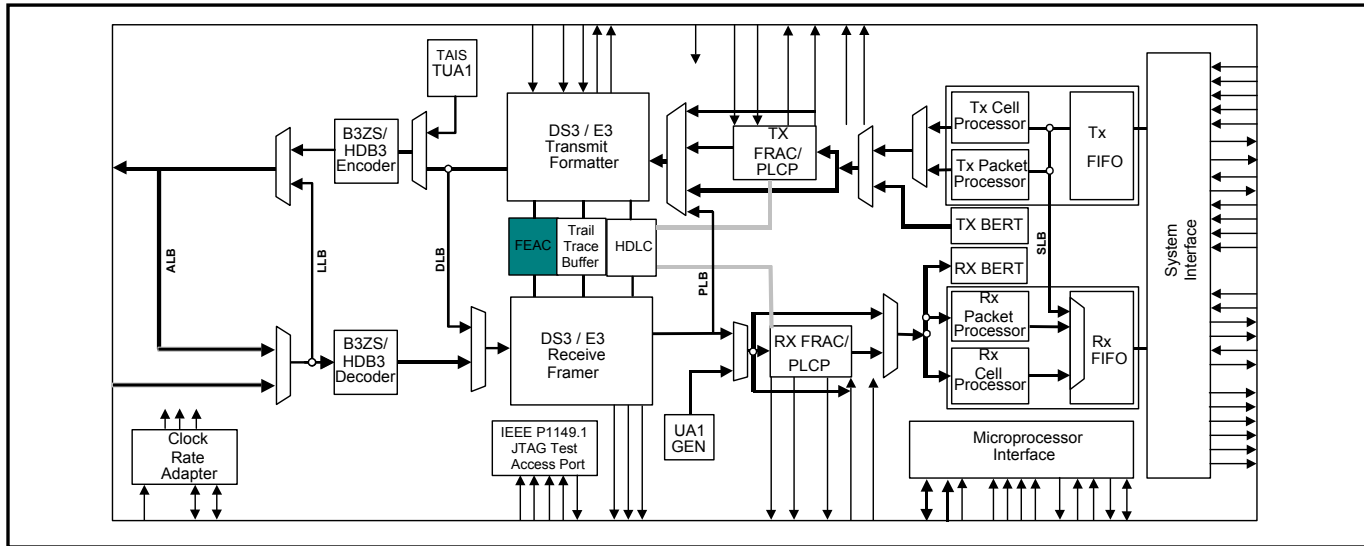 TAIS
TUA1
B3ZS/
HDB3
Encoder
DS3 / E3
Transmit
Formatter
TX
FRAC/
PLCP
Tx Cell
Processor
Tx Packet
Processor
Tx
FIFO
TX BERT
RX BERT
System
Interface
ALB
LLB
DLB
FEAC
Trail
Trace
Buffer
HDLC
PLB
SLB
B3ZS/
HDB3
Decoder
DS3 / E3
Receive
Framer
RX FRAC/
PLCP
Rx
Packet
Processor
Rx
Cell
Processor
Rx
FIFO
UA1
GEN
Clock
Rate
Adapter
IEEE P1149.1
JTAG Test
Access Port
Microprocessor
Interface